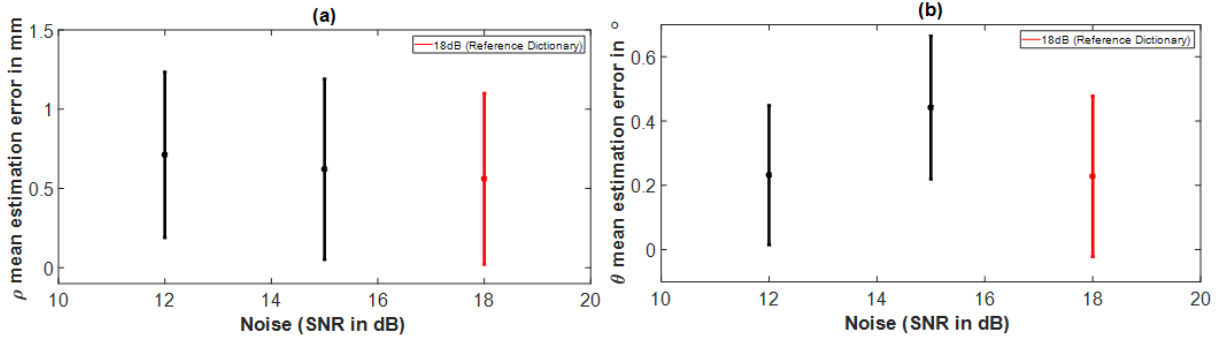 (a)
ρ mean estimation error in mm
1.5
1
0.5
0
18dB (Reference Dictionary)
10 12 14 16 18 20
Noise (SNR in dB)
(b)
θ mean estimation error in °
0.6
0.4
0.2
0
18dB (Reference Dictionary)
10 12 14 16 18 20
Noise (SNR in dB)